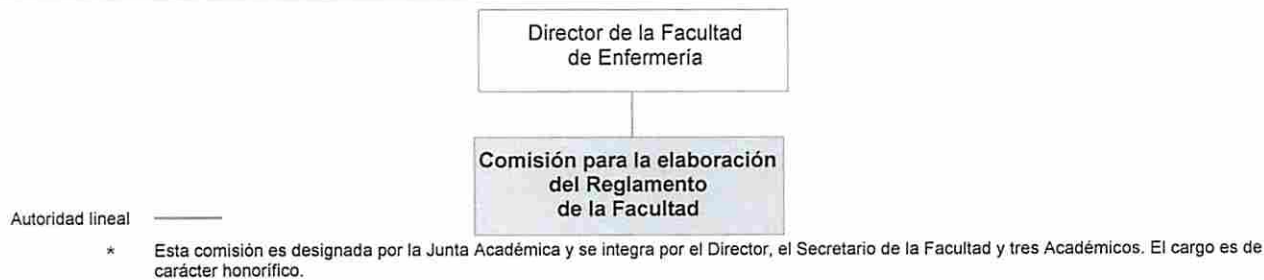 Director de la Facultad
de Enfermería
Comisión para la elaboración
del Reglamento
de la Facultad
Autoridad lineal
* Esta comisión es designada por la Junta Académica y se integra por el Director, el Secretario de la Facultad y tres Académicos. El cargo es de
carácter honorífico.